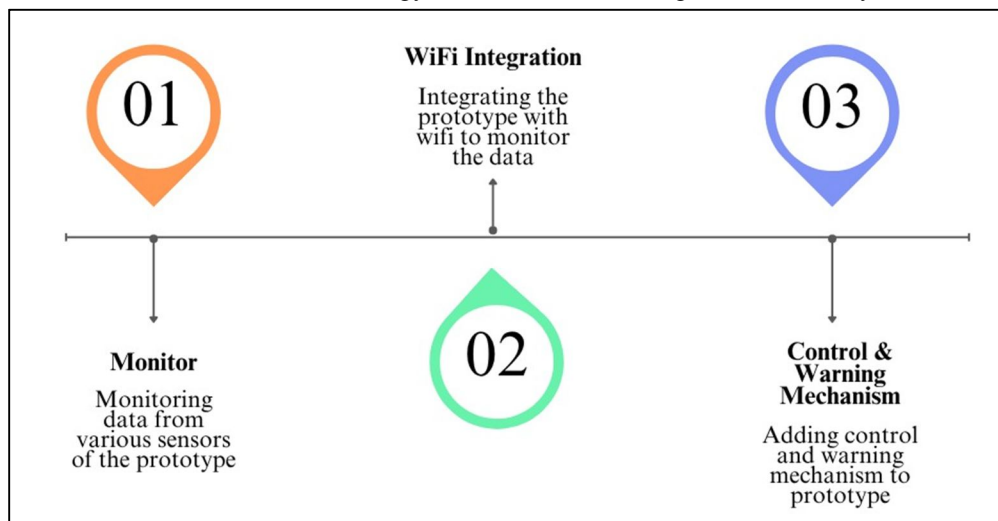 01
WiFi Integration
Integrating the
prototype with
wifi to monitor
the data
03
Monitor
Monitoring
data from
various sensors
of the prototype
02
Control &
Warning
Mechanism
Adding control
and warning
mechanism to
prototype